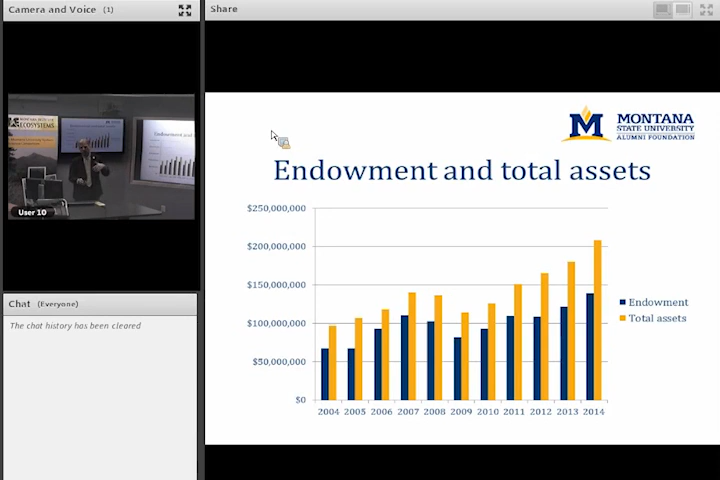 Camera and Voice (1)
User 10
Chat (Everyone)
The chat history has been cleared
Share
MONTANA
STATE UNIVERSITY
ALUMNI FOUNDATION
Endowment and total assets
$250,000,000
$200,000,000
$150,000,000
$100,000,000
$50,000,000
$0
2004 2005 2006 2007 2008 2009 2010 2011 2012 2013 2014
Endowment
Total assets